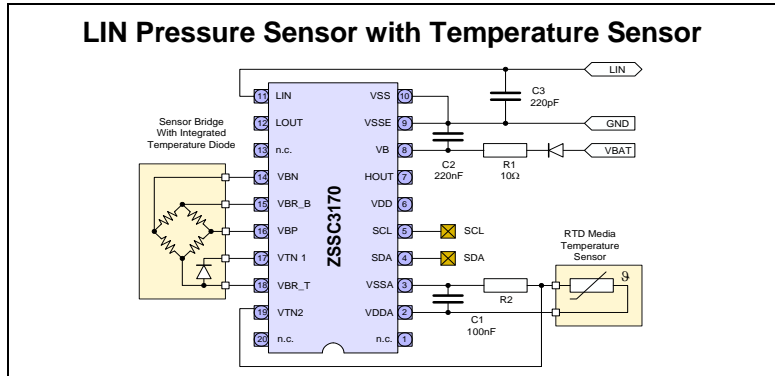 LIN Pressure Sensor with Temperature Sensor
LIN
C3
220pF
11 LIN
VSS 10
Sensor Bridge
With Integrated
Temperature Diode
12 LOUT
VSSE 9
GND
13 n.c.
VB 8
C2
220nF
R1
10Ω
VBAT
14 VBN
HOUT 7
15 VBR_B
VDD 6
ZSSC3170
16 VBP
SCL 5
SCL
RTD Media
Temperature
Sensor
17 VTN 1
SDA 4
SDA
18 VBR_T
VSSA 3
R2
ϑ
19 VTN2
VDDA 2
C1
100nF
20 n.c.
n.c. 1